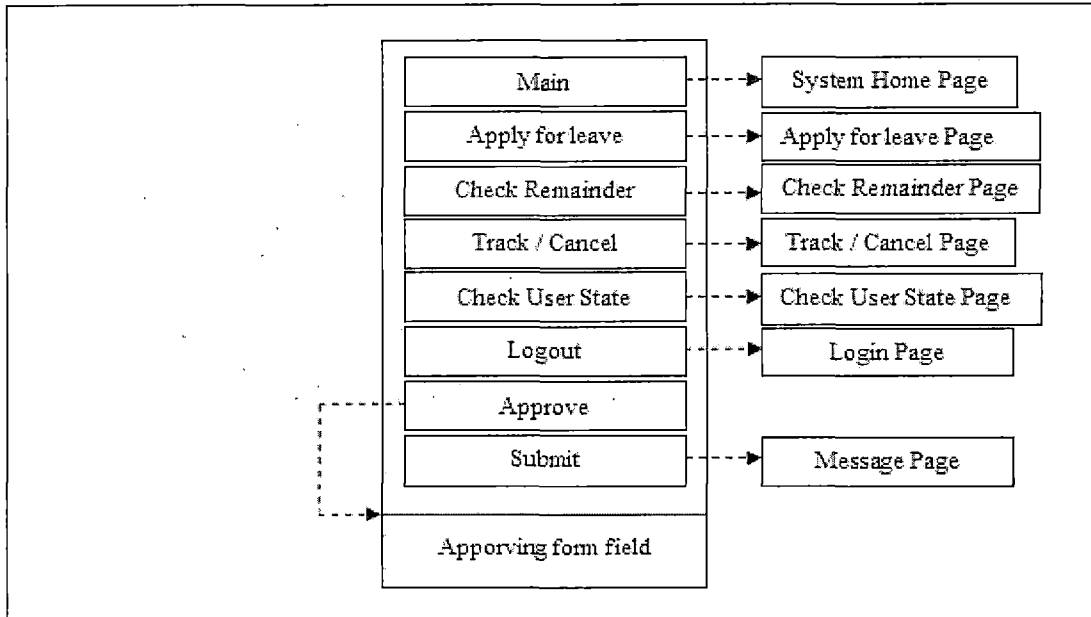 Main
System Home Page
Apply for leave
Apply for leave Page
Check Remainder
Check Remainder Page
Track / Cancel
Track / Cancel Page
Check User State
Check User State Page
Logout
Login Page
Approve
Submit
Message Page
Apporving form field